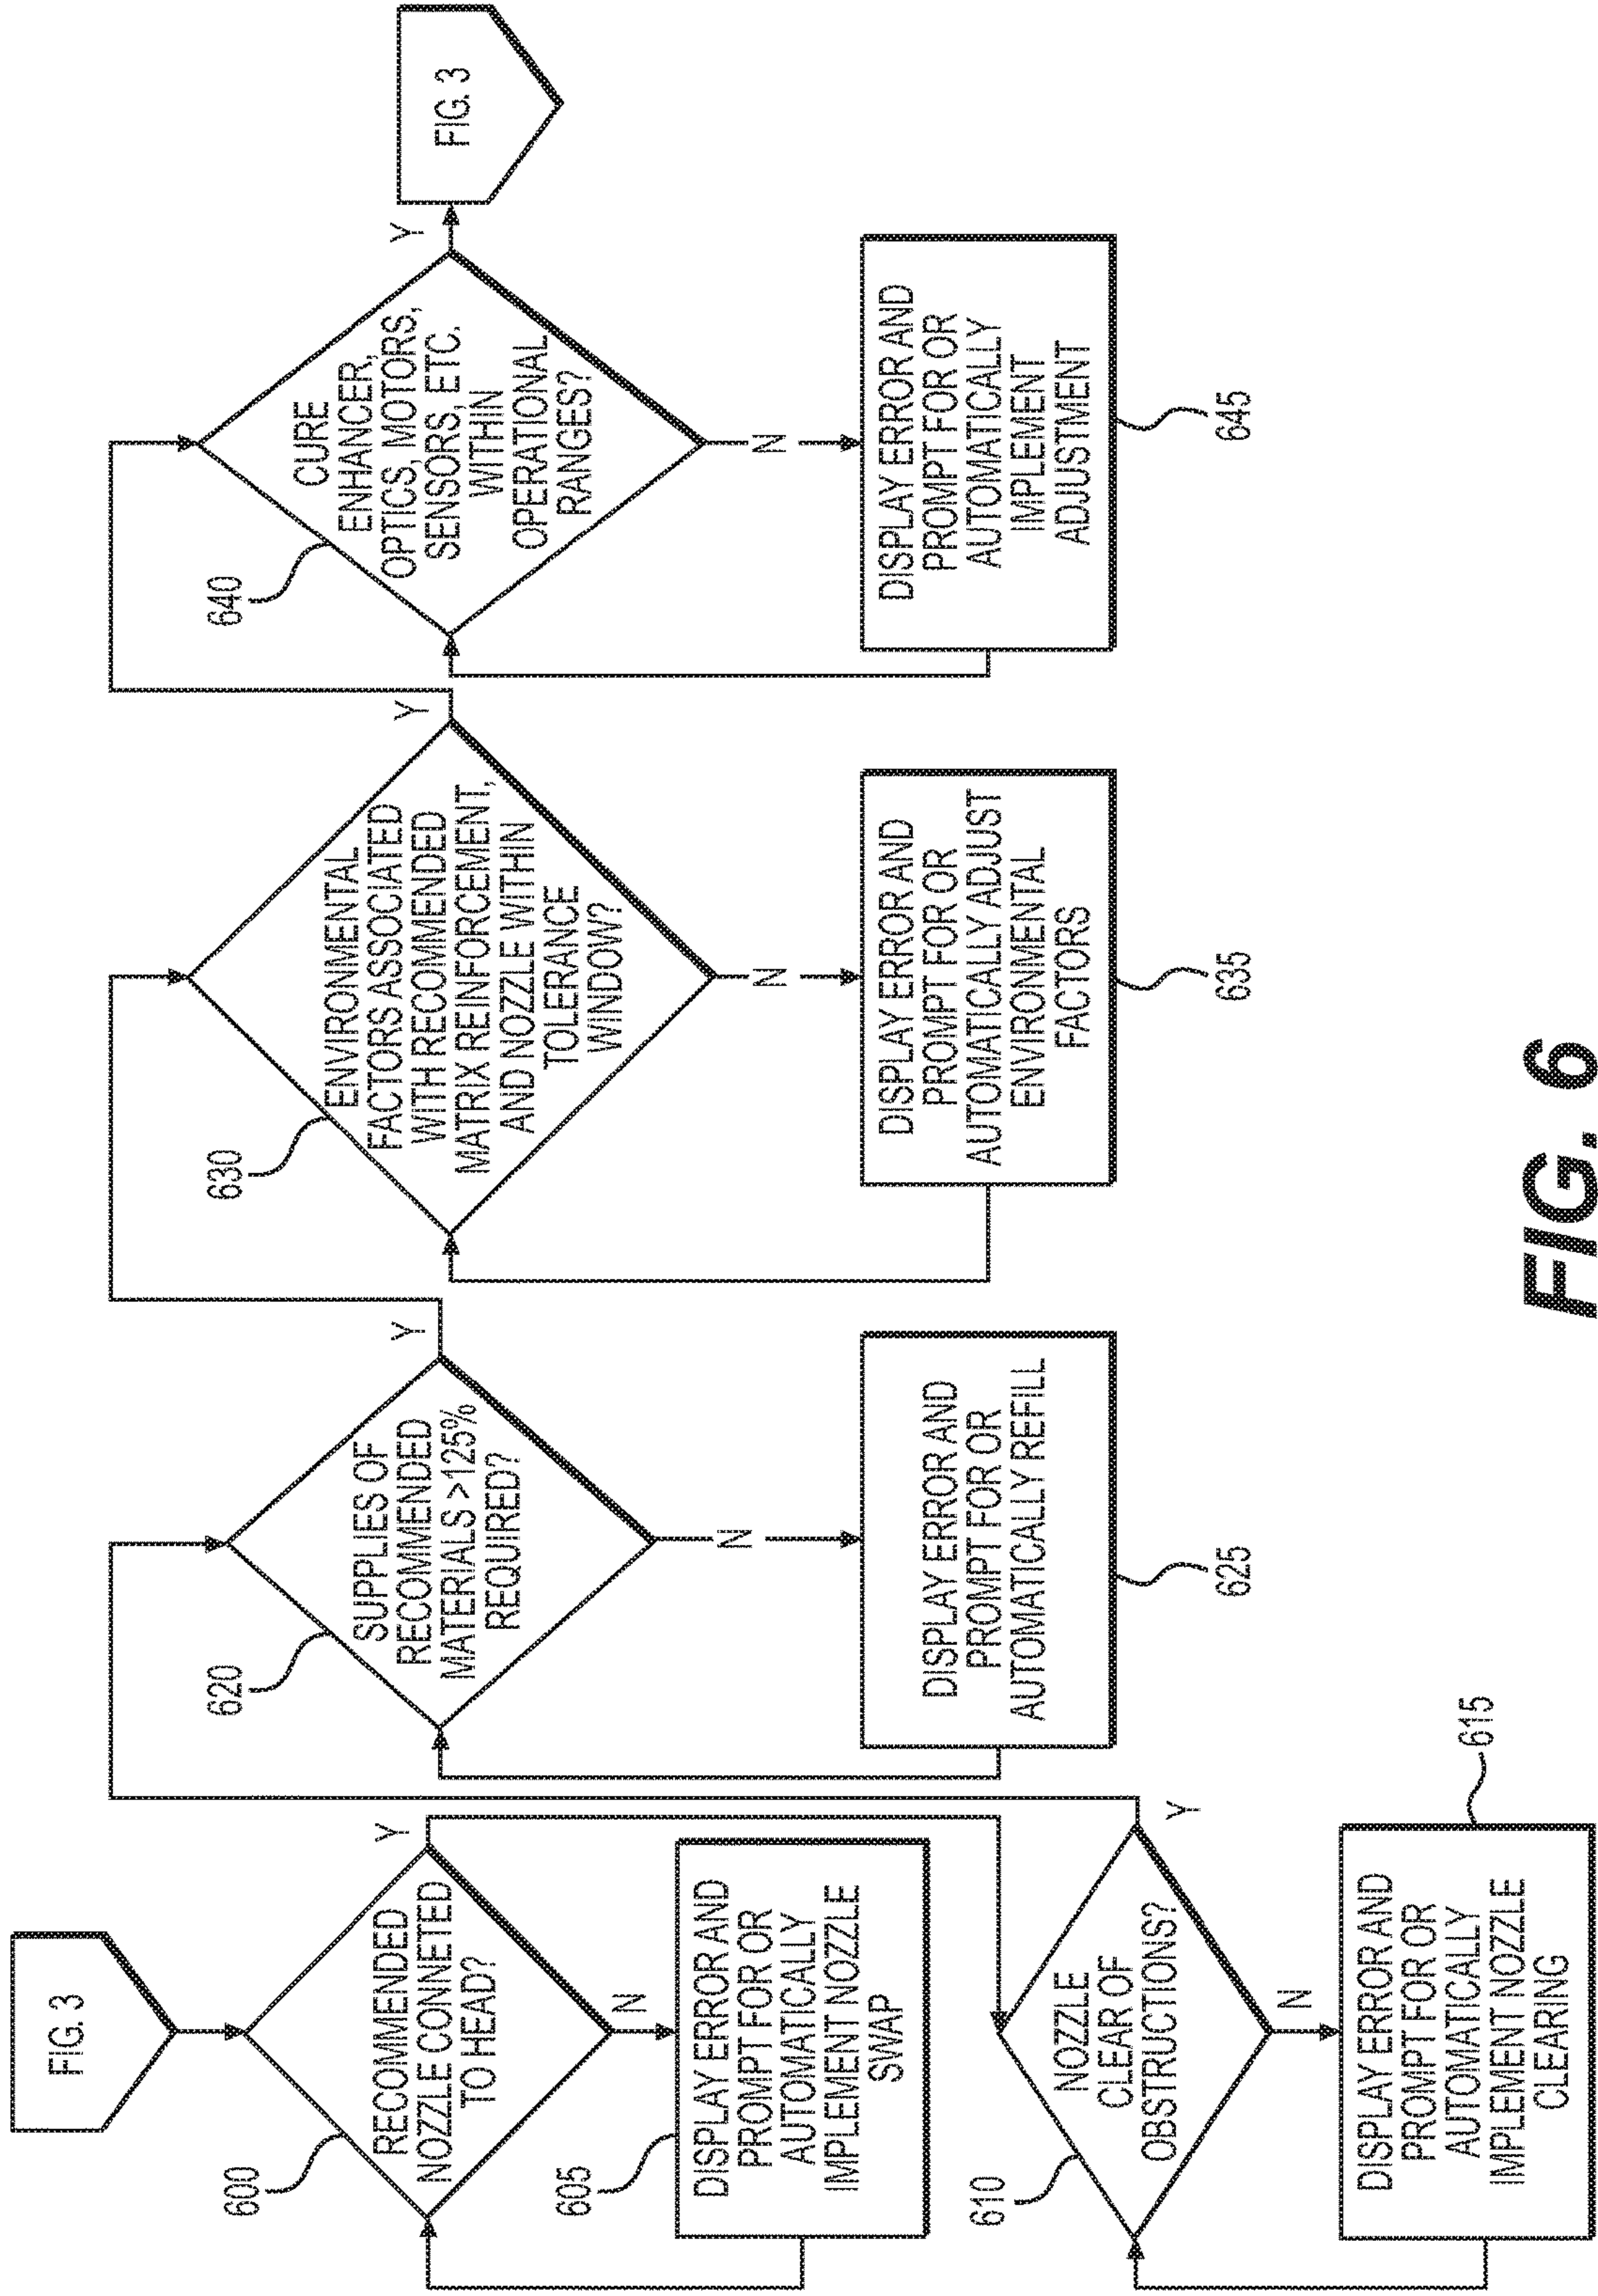 FIG. 3
600
RECOMMENDED
NOZZLE CONNETED
TO HEAD?
Y
N
605
DISPLAY ERROR AND
PROMPT FOR OR
AUTOMATICALLY
IMPLEMENT NOZZLE
SWAP
610
NOZZLE
CLEAR OF
OBSTRUCTIONS?
Y
N
615
DISPLAY ERROR AND
PROMPT FOR OR
AUTOMATICALLY
IMPLEMENT NOZZLE
CLEARING
620
SUPPLIES OF
RECOMMENDED
MATERIALS >125%
REQUIRED?
Y
N
DISPLAY ERROR AND
PROMPT FOR OR
AUTOMATICALLY REFILL
625
630
ENVIRONMENTAL
FACTORS ASSOCIATED
WITH RECOMMENDED
MATRIX REINFORCEMENT,
AND NOZZLE WITHIN
TOLERANCE
WINDOW?
Y
N
DISPLAY ERROR AND
PROMPT FOR OR
AUTOMATICALLY ADJUST
ENVIRONMENTAL
FACTORS
635
640
CURE
ENHANCER,
OPTICS, MOTORS,
SENSORS, ETC.
WITHIN
OPERATIONAL
RANGES?
Y
N
DISPLAY ERROR AND
PROMPT FOR OR
AUTOMATICALLY
IMPLEMENT
ADJUSTMENT
645
FIG. 3
FIG. 6